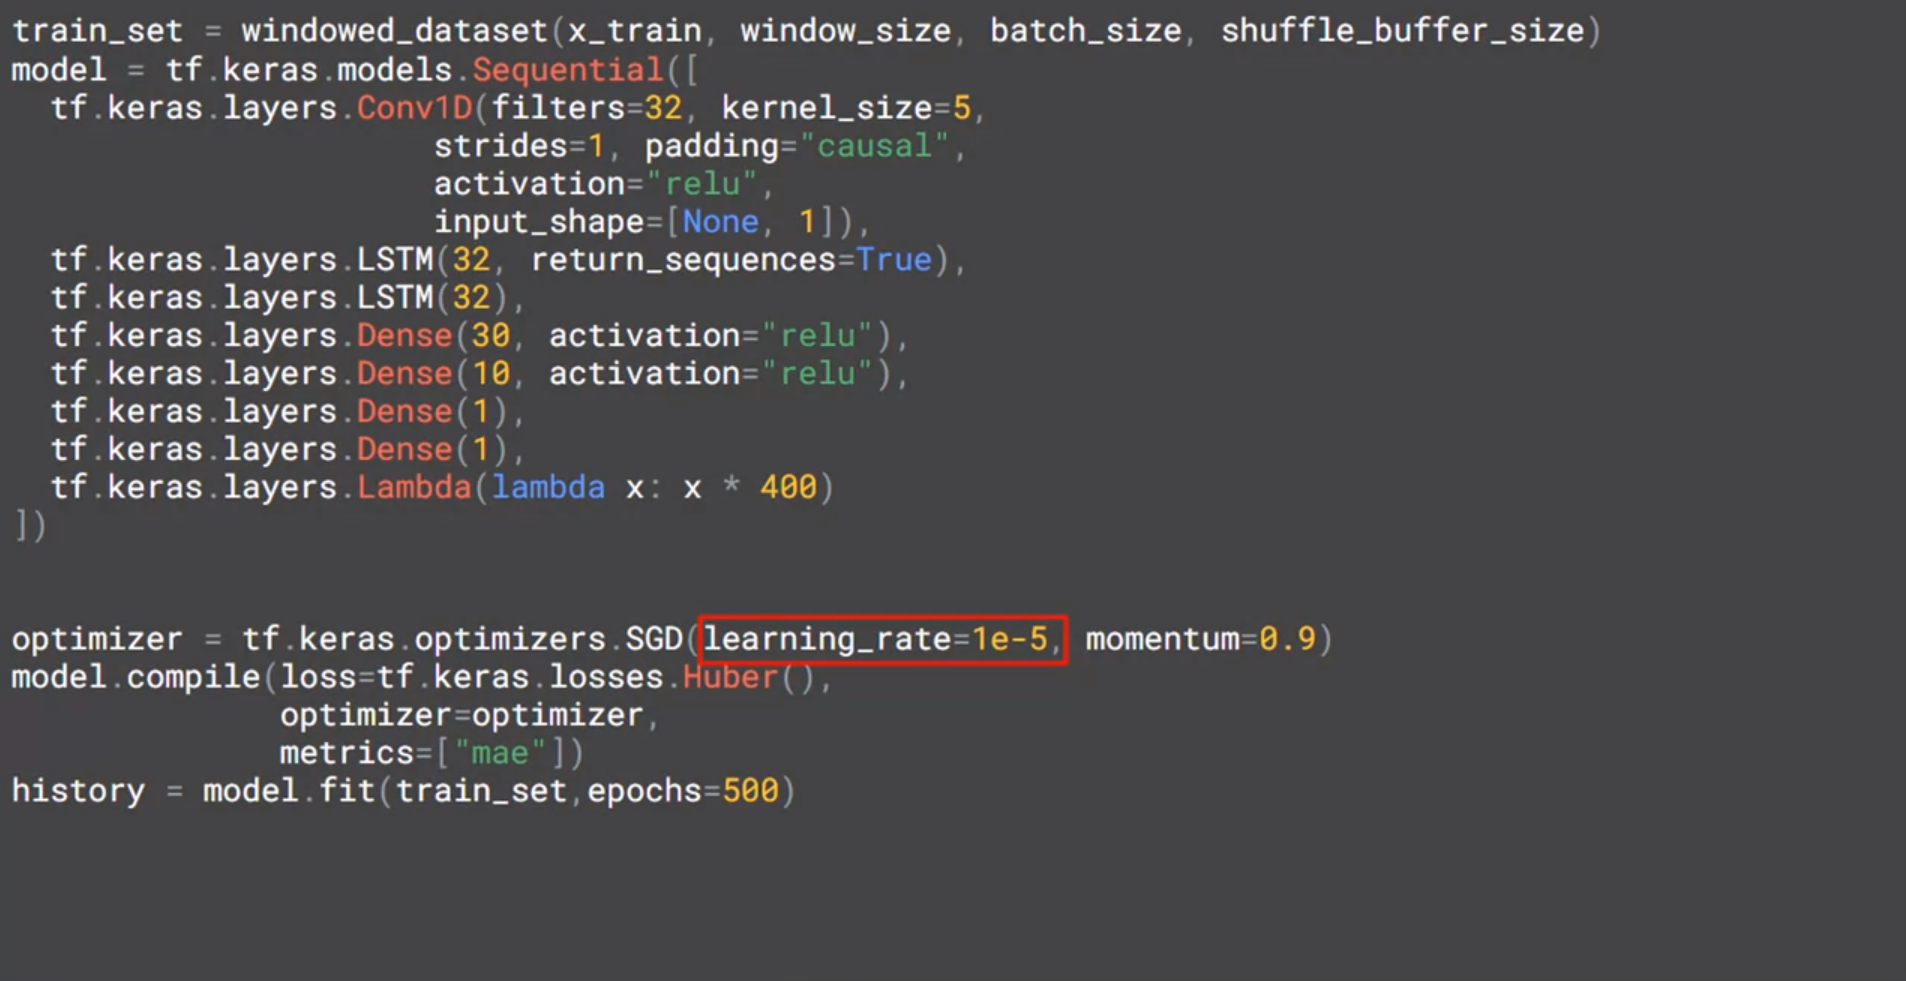 train_set = windowed_dataset(x_train, window_size, batch_size, shuffle_buffer_size)
model = tf.keras.models.Sequential([
  tf.keras.layers.Conv1D(filters=32, kernel_size=5,
                      strides=1, padding="causal",
                      activation="relu",
                      input_shape=[None, 1]),
  tf.keras.layers.LSTM(32, return_sequences=True),
  tf.keras.layers.LSTM(32),
  tf.keras.layers.Dense(30, activation="relu"),
  tf.keras.layers.Dense(10, activation="relu"),
  tf.keras.layers.Dense(1),
  tf.keras.layers.Dense(1),
  tf.keras.layers.Lambda(lambda x: x * 400)
])
optimizer = tf.keras.optimizers.SGD(learning_rate=1e-5, momentum=0.9)
model.compile(loss=tf.keras.losses.Huber(),
              optimizer=optimizer,
              metrics=["mae"])
history = model.fit(train_set,epochs=500)